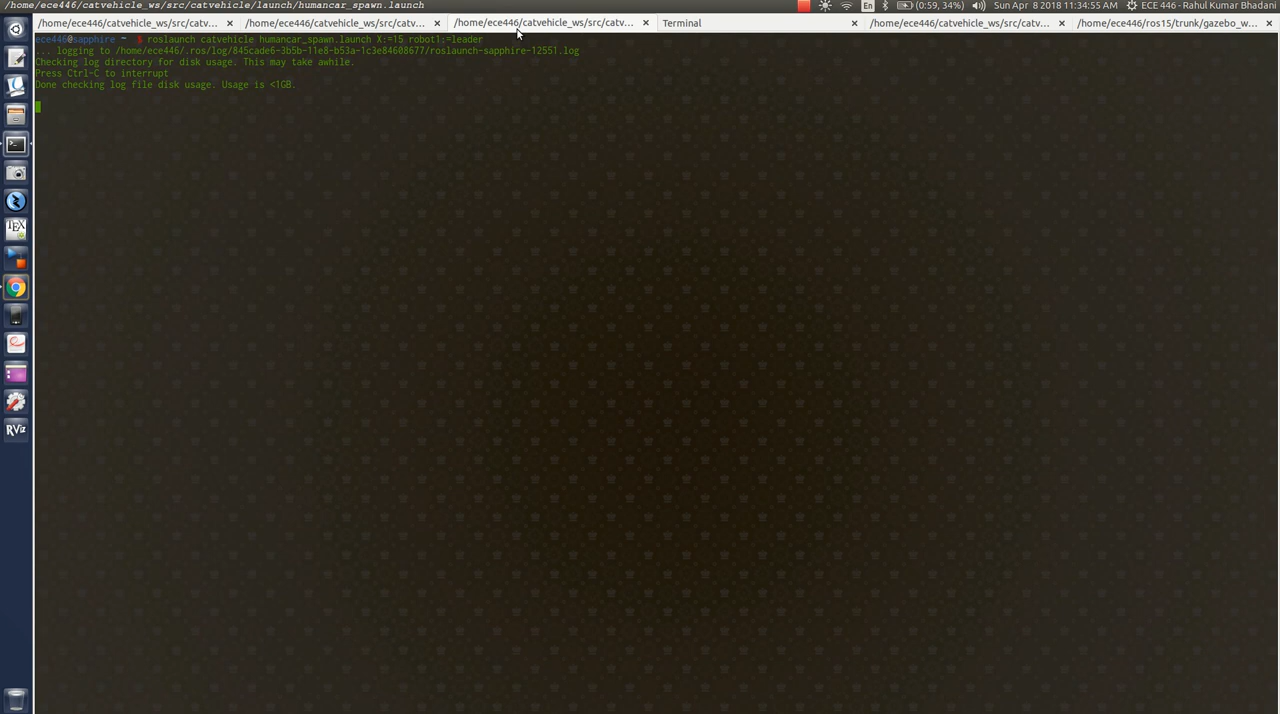 /home/ece446/catvehicle_ws/src/catvehicle/launch/humancar_spawn.launch
En (0:59, 34%) Sun Apr 8 2018 11:34:55 AM ECE 446 - Rahul Kumar Bhadani
/home/ece446/catvehicle_ws/src/catv... × /home/ece446/catvehicle_ws/src/catv... × /home/ece446/catvehicle_ws/src/catv... × Terminal × /home/ece446/catvehicle_ws/src/catv... × /home/ece446/ros15/trunk/gazebo_w... ×
ece446@sapphire ~ $ roslaunch catvehicle humancar_spawn.launch X:=15 robot1:=leader
... logging to /home/ece446/.ros/log/845cade6-3b5b-11e8-b53a-1c3e84608677/roslaunch-sapphire-12551.log
Checking log directory for disk usage. This may take awhile.
Press Ctrl-C to interrupt
Done checking log file disk usage. Usage is <1GB.
TEX
RViz